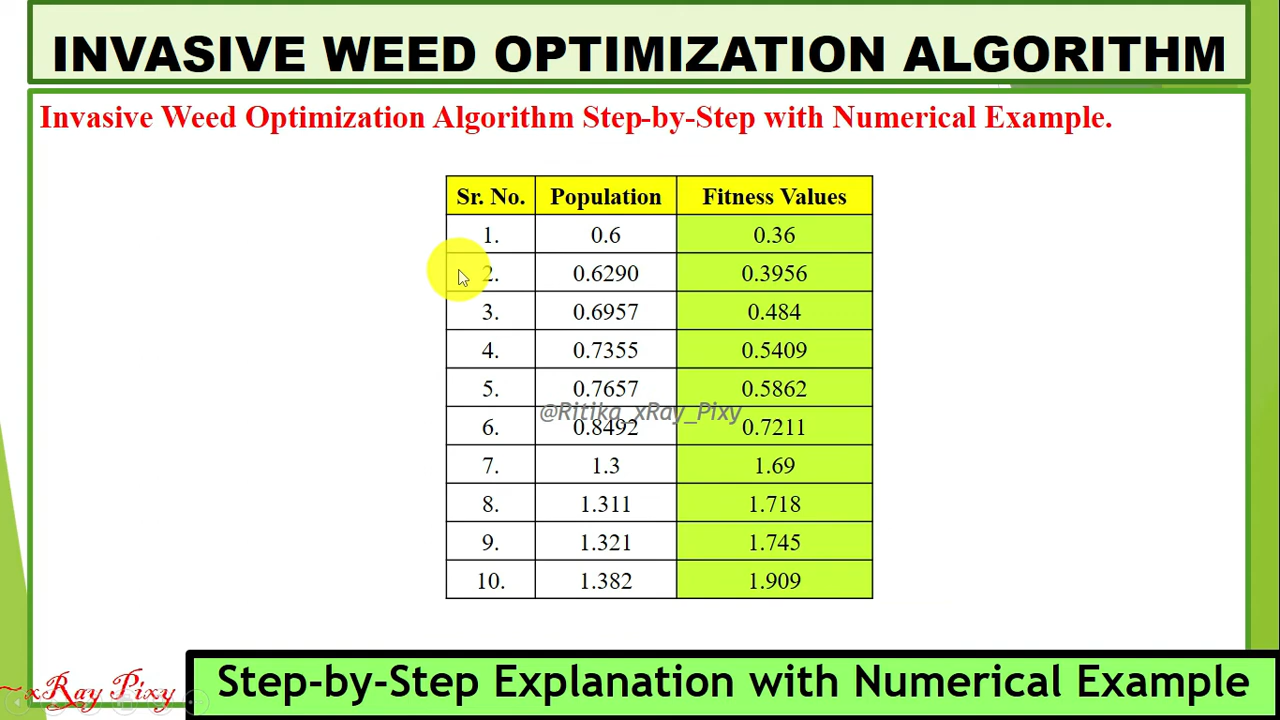 INVASIVE WEED OPTIMIZATION ALGORITHM
Invasive Weed Optimization Algorithm Step-by-Step with Numerical Example.
Sr. No. Population Fitness Values
1. 0.6 0.36
2. 0.6290 0.3956
3. 0.6957 0.484
4. 0.7355 0.5409
5. 0.7657 0.5862
@Ritika_xRay_Pixy
6. 0.8492 0.7211
7. 1.3 1.69
8. 1.311 1.718
9. 1.321 1.745
10. 1.382 1.909
~xRay Pixy
Step-by-Step Explanation with Numerical Example